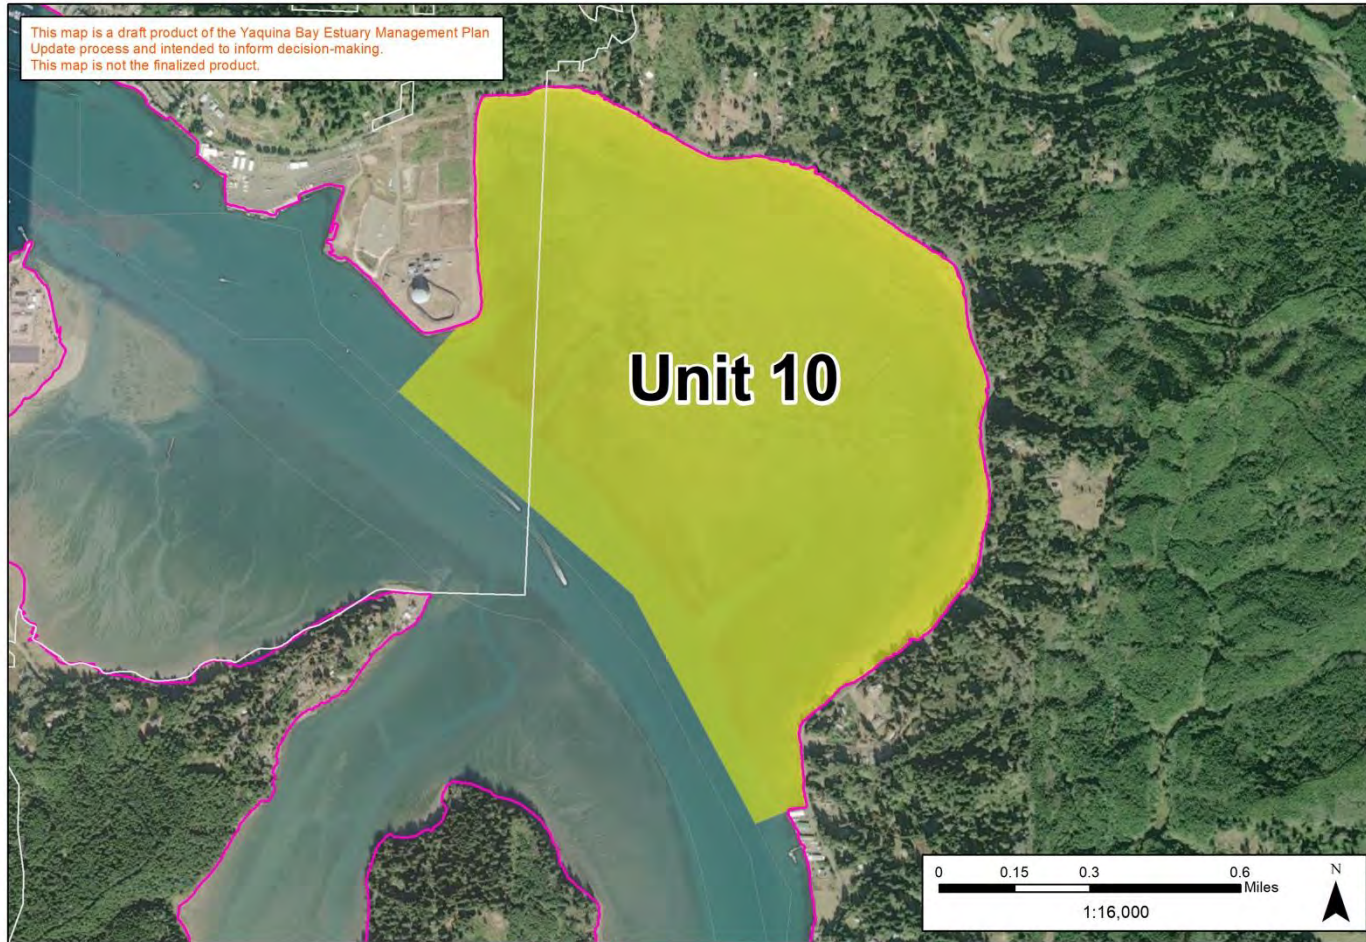 This map is a draft product of the Yaquina Bay Estuary Management Plan
Update process and intended to inform decision-making.
This map is not the finalized product.
Unit 10
0 0.15 0.3 0.6
Miles
1:16,000
N